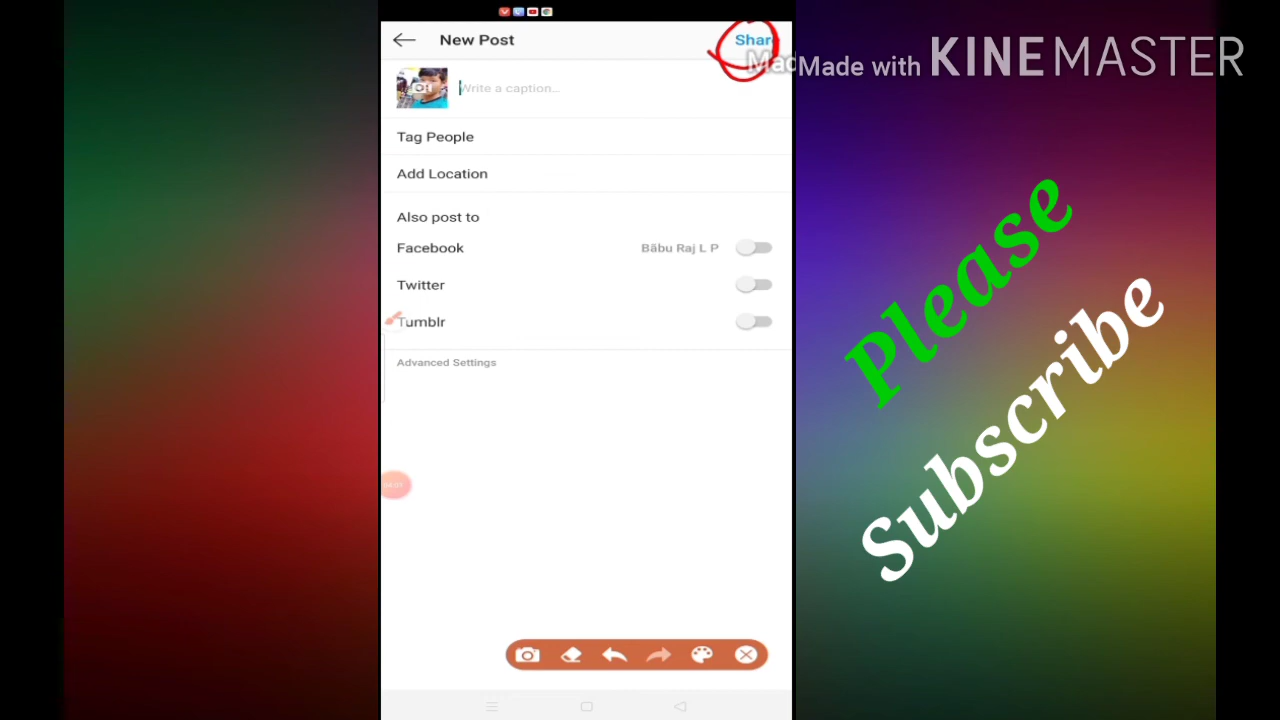 New Post
Share
Made with KINEMASTER
Write a caption...
Tag People
Add Location
Also post to
Facebook
Bäbu Raj L P
Twitter
Tumblr
Advanced Settings
Please
Subscribe